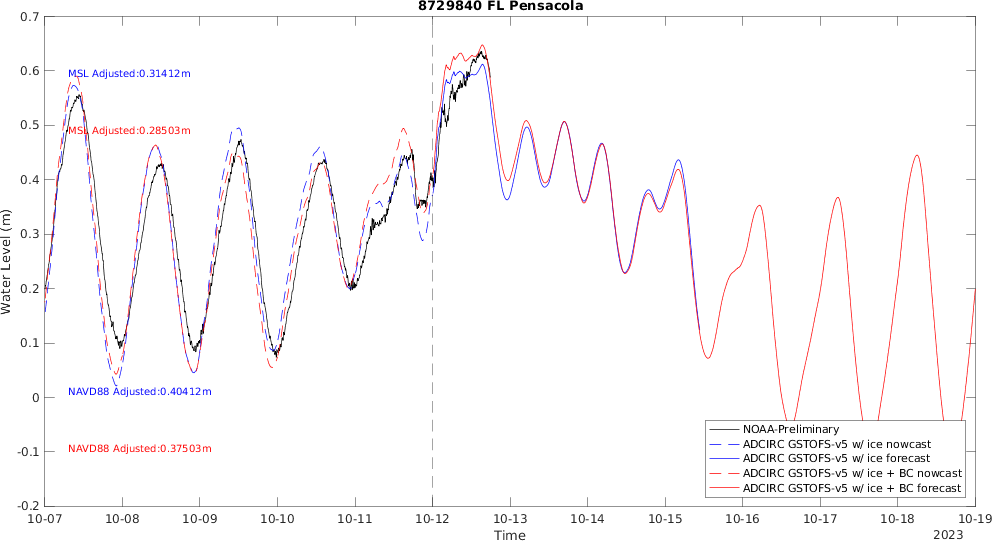 8729840 FL Pensacola
0.7
0.6
0.5
0.4
0.3
0.2
0.1
0
-0.1
-0.2
Water Level (m)
MSL Adjusted:0.31412m
MSL Adjusted:0.28503m
NAVD88 Adjusted:0.40412m
NAVD88 Adjusted:0.37503m
NOAA-Preliminary
ADCIRC GSTOFS-v5 w/ ice nowcast
ADCIRC GSTOFS-v5 w/ ice forecast
ADCIRC GSTOFS-v5 w/ ice + BC nowcast
ADCIRC GSTOFS-v5 w/ ice + BC forecast
10-07 10-08 10-09 10-10 10-11 10-12 10-13 10-14 10-15 10-16 10-17 10-18 10-19
Time
2023